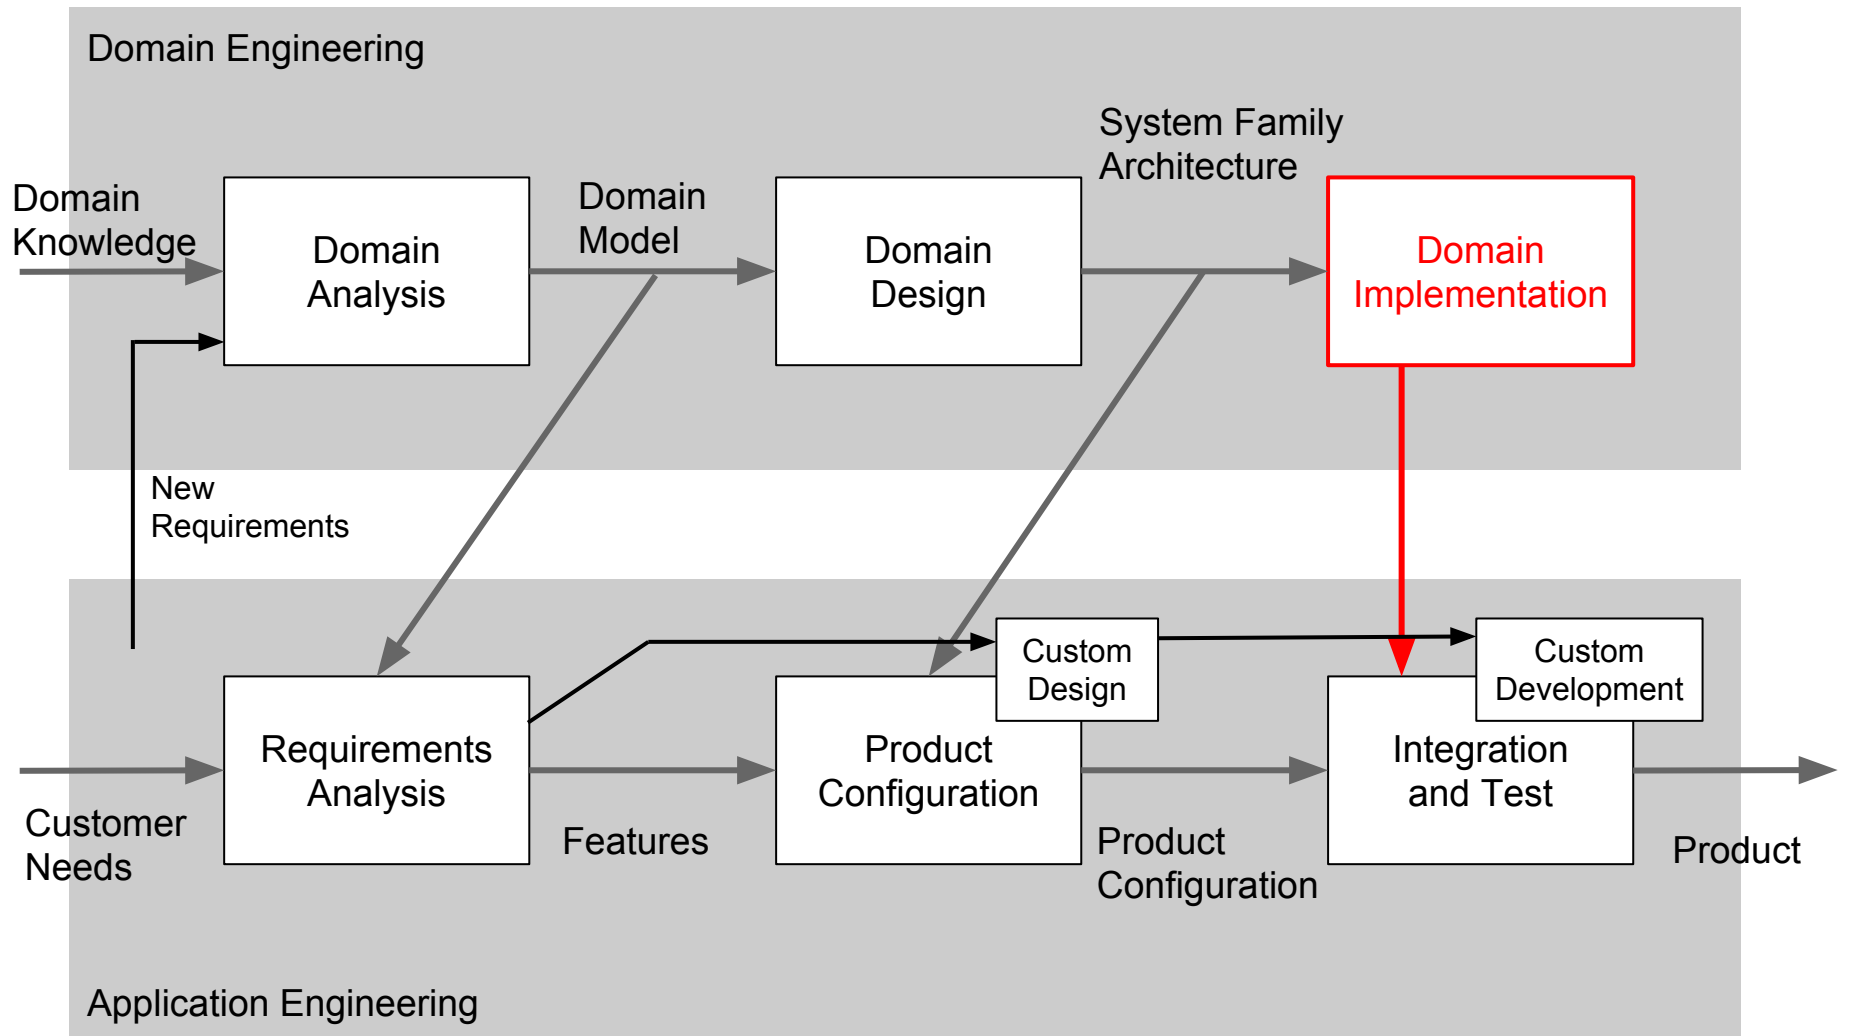 Domain Engineering
System Family
Architecture
Domain
Knowledge
Domain
Analysis
Domain
Model
Domain
Design
Domain
Implementation
New
Requirements
Custom
Design
Custom
Development
Requirements
Analysis
Product
Configuration
Integration
and Test
Customer
Needs
Features
Product
Configuration
Product
Application Engineering